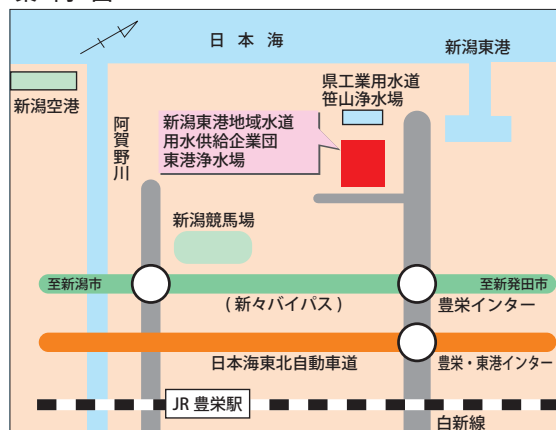 案内図
日本海
新潟東港
新潟空港
阿賀野川
県工業用水道
笹山浄水場
新潟東港地域水道
用水供給企業団
東港浄水場
新潟競馬場
至新潟市
至新発田市
(新々バイパス)
豊栄インター
日本海東北自動車道
豊栄・東港インター
JR 豊栄駅
白新線